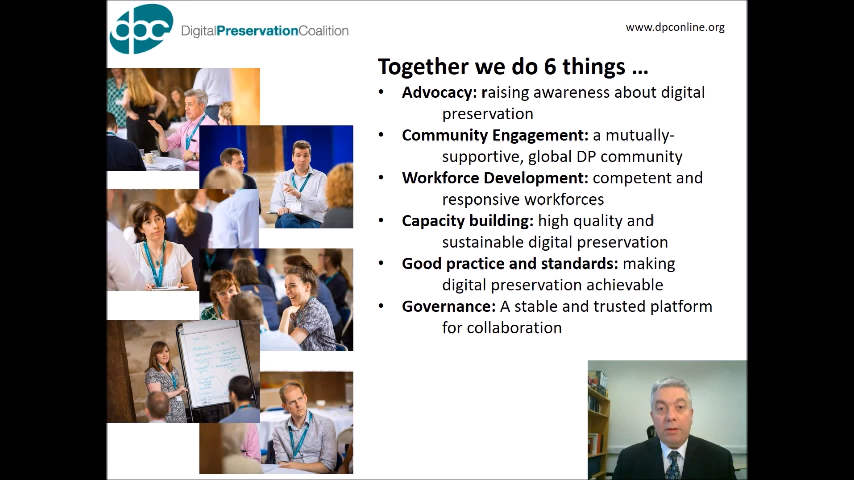 dpc
DigitalPreservationCoalition
www.dpconline.org
Together we do 6 things ...
• Advocacy: raising awareness about digital
preservation
• Community Engagement: a mutually-
supportive, global DP community
• Workforce Development: competent and
responsive workforces
• Capacity building: high quality and
sustainable digital preservation
• Good practice and standards: making
digital preservation achievable
• Governance: A stable and trusted platform
for collaboration